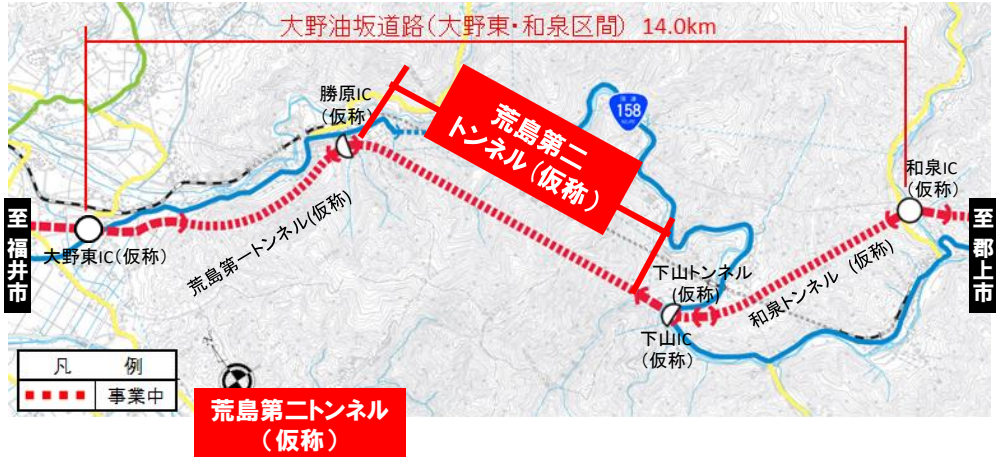 大野油坂道路(大野東・和泉区間) 14.0km
勝原IC
(仮称)
荒島第二
トンネル(仮称)
158
和泉IC
(仮称)
至 福井市
大野東IC(仮称)
荒島第一トンネル(仮称)
下山トンネル
(仮称)
和泉トンネル (仮称)
至 郡上市
下山IC
(仮称)
凡 例
事業中
N
荒島第二トンネル
(仮称)